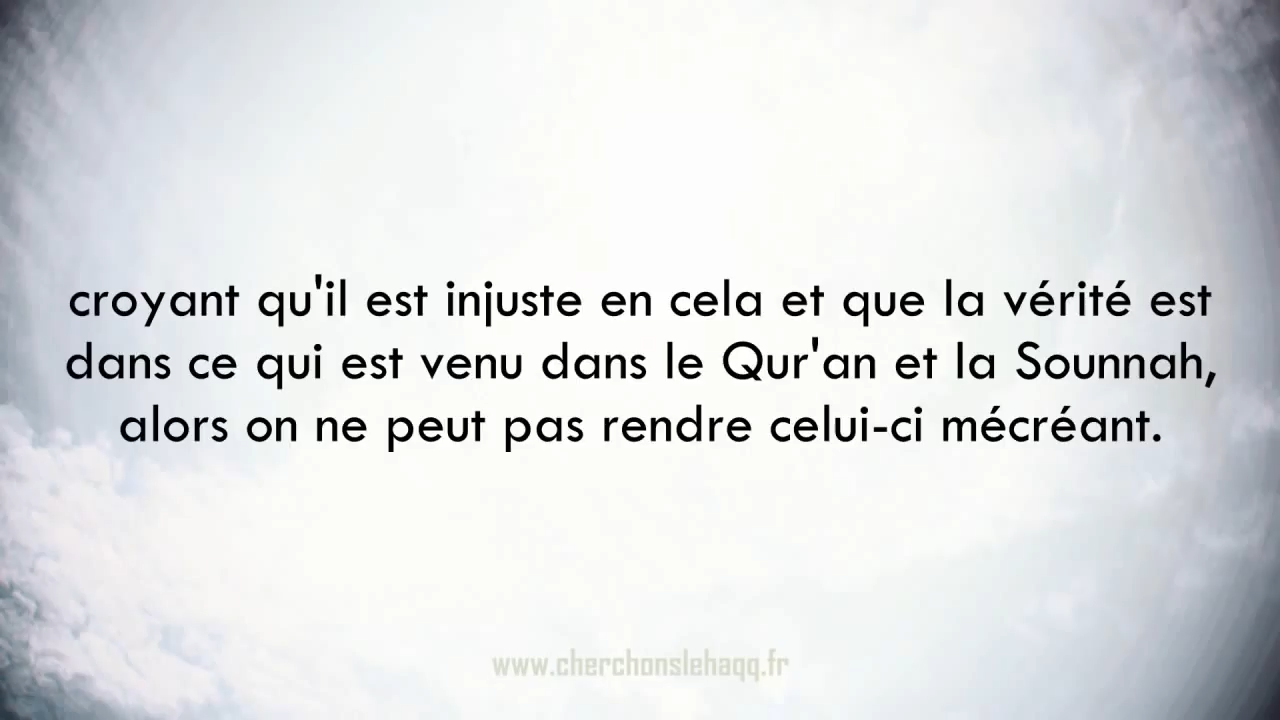 croyant qu'il est injuste en cela et que la vérité est
dans ce qui est venu dans le Qur'an et la Sounnah,
alors on ne peut pas rendre celui-ci mécréant.
www.cherchonslehaqq.fr